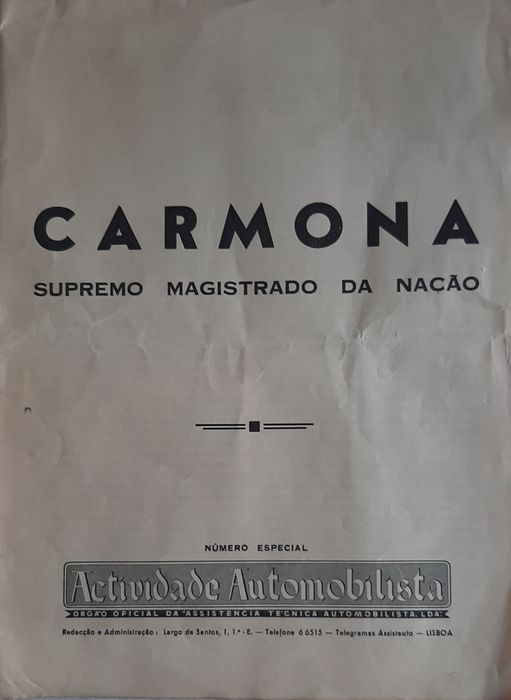 CARMONA
SUPREMO MAGISTRADO DA NAÇÃO
NÚMERO ESPECIAL
Actividade Automobilista
ORGÃO OFICIAL DA "ASSISTENCIA TECNICA AUTOMOBILISTA, LDA"
Redacção e Administração: Largo de Santos, 1, 1.º - E. — Telefone 6 6515 — Telegramas Assistauto — LISBOA